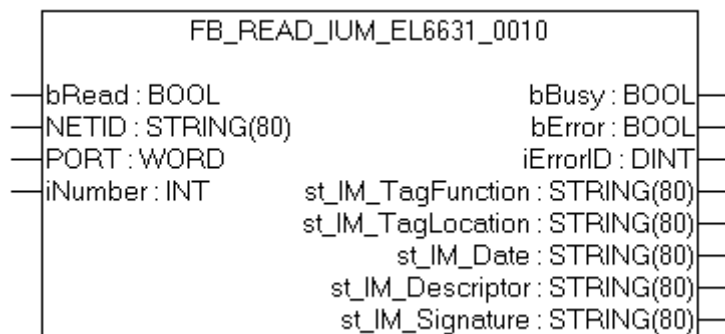 FB_READ_IUM_EL6631_0010
bRead : BOOL bBusy : BOOL
NETID : STRING(80) bError : BOOL
PORT : WORD iErrorID : DINT
iNumber : INT st_IM_TagFunction : STRING(80)
st_IM_TagLocation : STRING(80)
st_IM_Date : STRING(80)
st_IM_Descriptor : STRING(80)
st_IM_Signature : STRING(80)